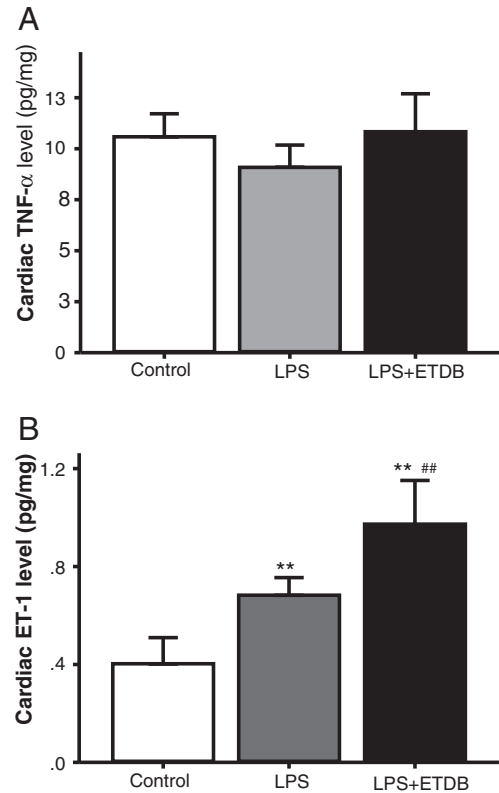 A
Cardiac TNF-α level (pg/mg)
13
10
8
5
3
0
Control LPS LPS+ETDB
B
Cardiac ET-1 level (pg/mg)
1.2
.8
.4
.0
** ##
**
Control LPS LPS+ETDB